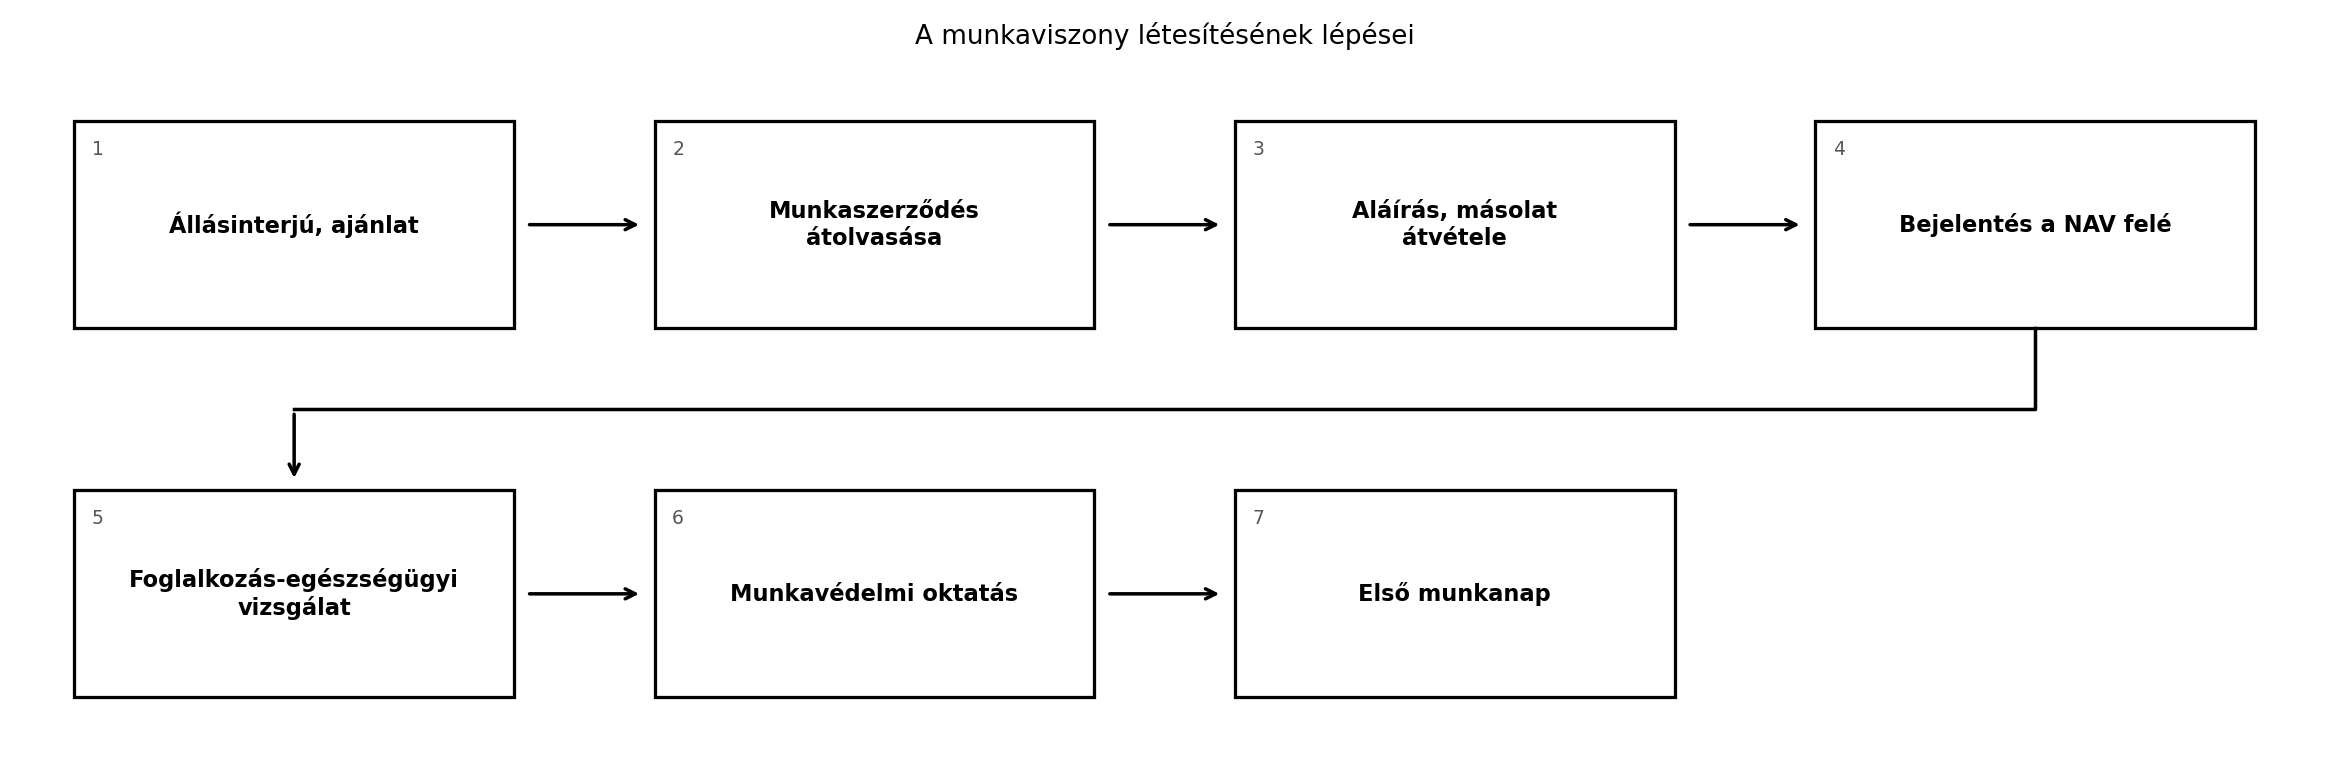 A munkaviszony létesítésének lépései
1
Állásinterjú, ajánlat
2
Munkaszerződés
átolvasása
3
Aláírás, másolat
átvétele
4
Bejelentés a NAV felé
5
Foglalkozás-egészségügyi
vizsgálat
6
Munkavédelmi oktatás
7
Első munkanap